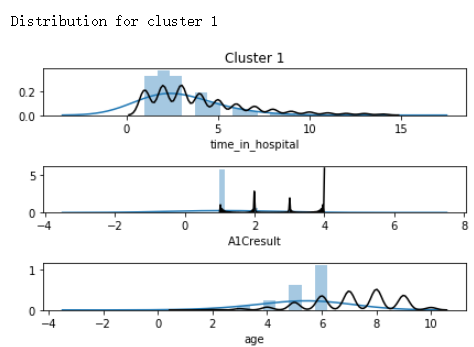 Distribution for cluster 1
Cluster 1
0.2
0.0
0 5 10 15
time_in_hospital
5
0
−4 −2 0 2 4 6 8
A1Cresult
1
0
−4 −2 0 2 4 6 8 10
age